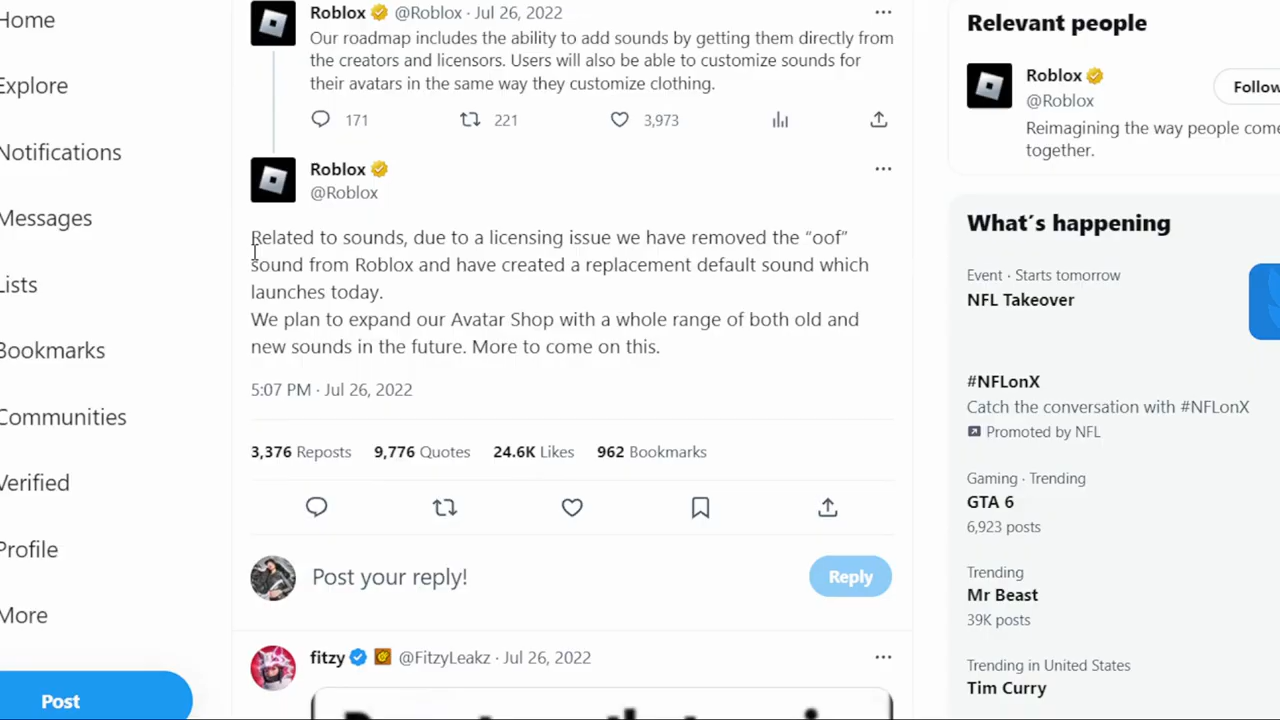 Home
Explore
Notifications
Messages
Lists
Bookmarks
Communities
Verified
Profile
More
Post
Roblox @Roblox · Jul 26, 2022
Our roadmap includes the ability to add sounds by getting them directly from
the creators and licensors. Users will also be able to customize sounds for
their avatars in the same way they customize clothing.
171 221 3,973
Roblox
@Roblox
Related to sounds, due to a licensing issue we have removed the “oof”
sound from Roblox and have created a replacement default sound which
launches today.
We plan to expand our Avatar Shop with a whole range of both old and
new sounds in the future. More to come on this.
5:07 PM · Jul 26, 2022
3,376 Reposts 9,776 Quotes 24.6K Likes 962 Bookmarks
Post your reply!
Reply
fitzy @FitzyLeakz · Jul 26, 2022
Relevant people
Roblox
@Roblox
Follow
Reimagining the way people come
together.
What´s happening
Event · Starts tomorrow
NFL Takeover
#NFLonX
Catch the conversation with #NFLonX
Promoted by NFL
Gaming · Trending
GTA 6
6,923 posts
Trending
Mr Beast
39K posts
Trending in United States
Tim Curry